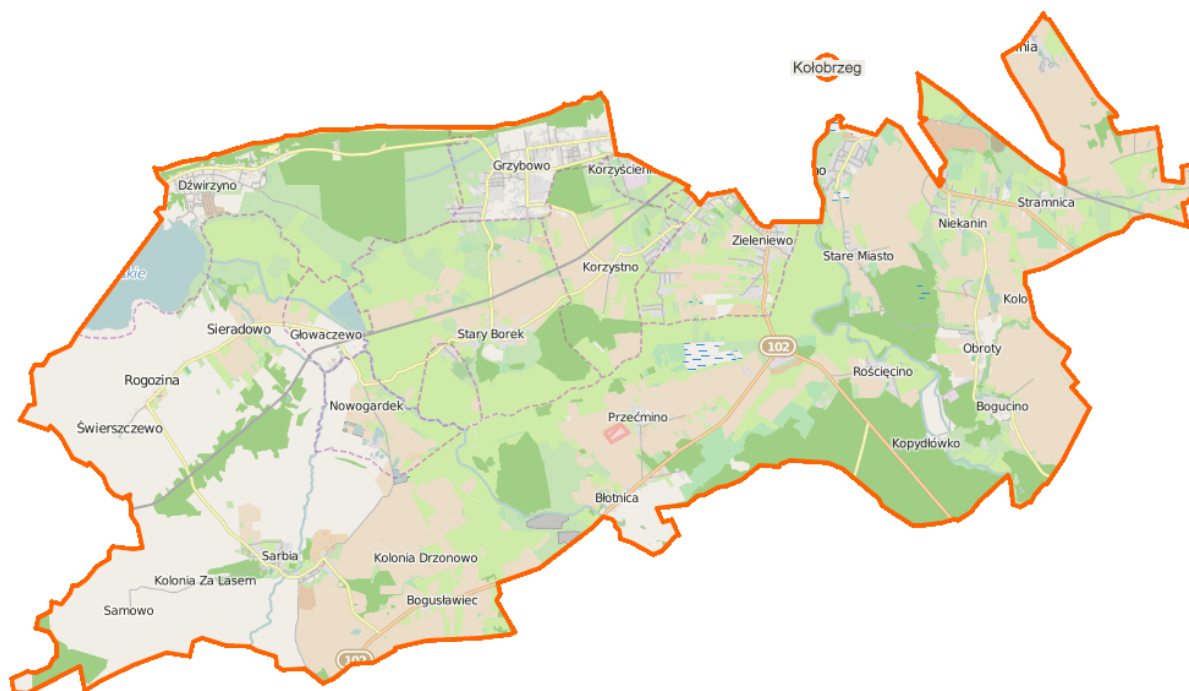 Kołobrzeg
Grzybowo
Dźwirzyno
Stramnica
Niekanin
Zieleniewo
Stare Miasto
Korzystno
Sieradowo
Głowaczewo
Stary Borek
102
Obroty
Rogozina
Rościęcino
Nowogardek
Bogucino
Przećmino
Świerszczewo
Kopydłówko
Błotnica
Sarbia
Kolonia Drzonowo
Kolonia Za Lasem
Bogusławiec
Samowo
102